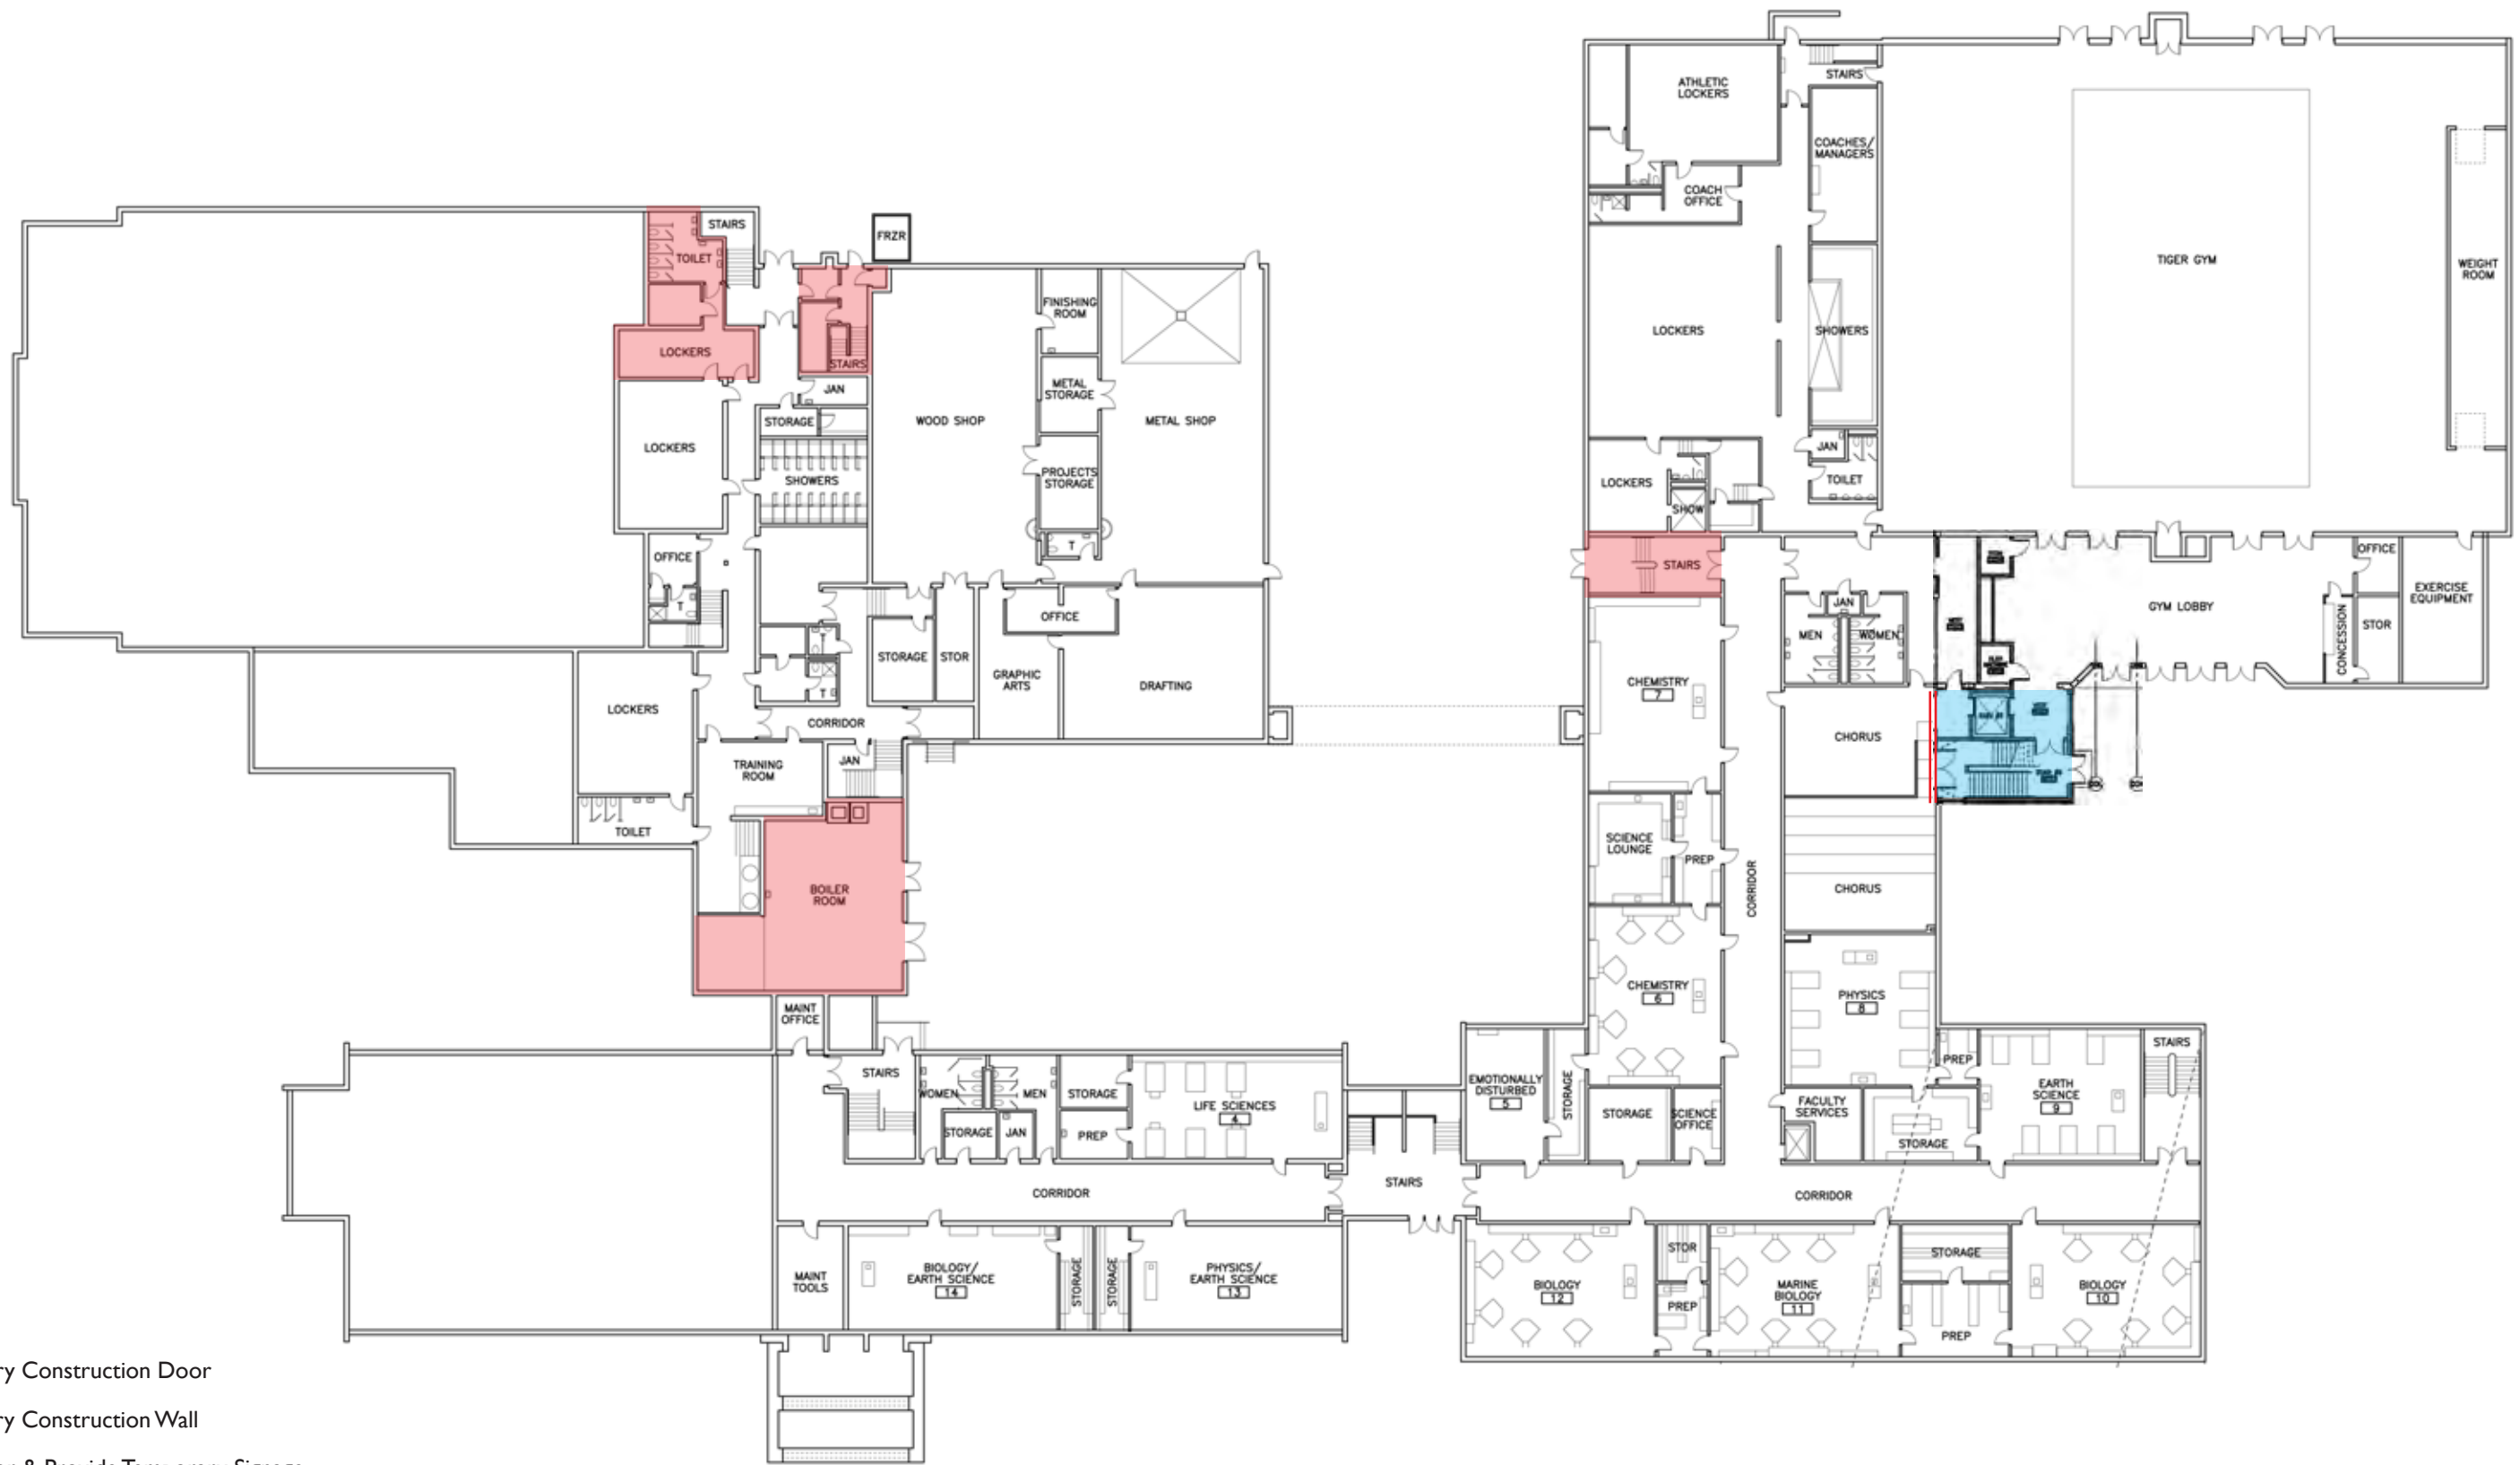 STAIRS
ATHLETIC
LOCKERS
COACHES/
MANAGERS
COACH
OFFICE
TIGER GYM
WEIGHT
ROOM
LOCKERS
SHOWERS
JAN
TOILET
LOCKERS
SHOW
STAIRS
TOILET
FRZR
LOCKERS
STAIRS
JAN
STORAGE
LOCKERS
SHOWERS
WOOD SHOP
FINISHING
ROOM
METAL
STORAGE
METAL SHOP
PROJECTS
STORAGE
T
OFFICE
T
T
T
STORAGE
STOR
OFFICE
GRAPHIC
ARTS
DRAFTING
LOCKERS
CORRIDOR
TRAINING
ROOM
JAN
TOILET
BOILER
ROOM
MAINT
OFFICE
STAIRS
JAN
MEN
WOMEN
GYM LOBBY
OFFICE
CONCESSION
STOR
EXERCISE
EQUIPMENT
CHEMISTRY
7
CHORUS
SCIENCE
LOUNGE
PREP
CORRIDOR
CHORUS
CHEMISTRY
6
PHYSICS
8
STAIRS
WOMEN
MEN
STORAGE
JAN
STORAGE
PREP
LIFE SCIENCES
4
STAIRS
EMOTIONALLY
DISTURBED
5
STORAGE
STORAGE
SCIENCE
OFFICE
FACULTY
SERVICES
STORAGE
PREP
EARTH
SCIENCE
9
STAIRS
CORRIDOR
CORRIDOR
MAINT
TOOLS
BIOLOGY/
EARTH SCIENCE
14
STORAGE
STORAGE
PHYSICS/
EARTH SCIENCE
13
BIOLOGY
12
STOR
PREP
MARINE
BIOLOGY
11
STORAGE
PREP
BIOLOGY
10
ry Construction Door
ry Construction Wall
& Provide Temporary Signage